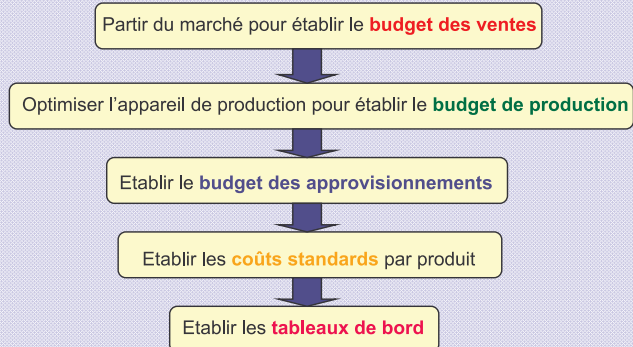 Partir du marché pour établir le budget des ventes
Optimiser l'appareil de production pour établir le budget de production
Etablir le budget des approvisionnements
Etablir les coûts standards par produit
Etablir les tableaux de bord